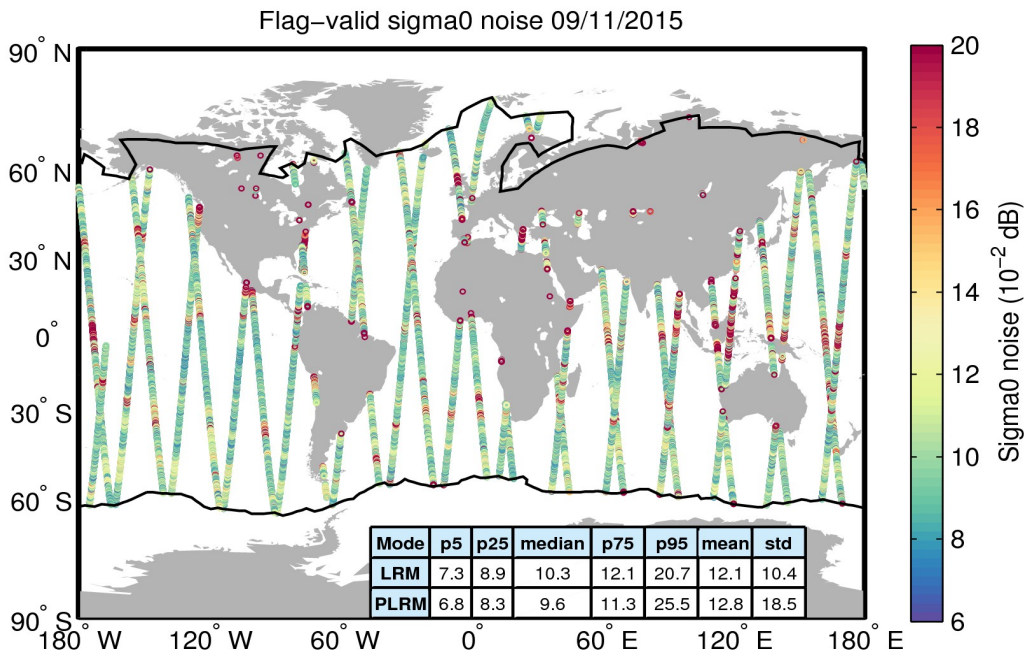 Flag−valid sigma0 noise 09/11/2015
90° N
60° N
30° N
0°
30° S
60° S
90° S
180° W
120° W
60° W
0°
60° E
120° E
180° E
Mode p5 p25 median p75 p95 mean std
LRM 7.3 8.9 10.3 12.1 20.7 12.1 10.4
PLRM 6.8 8.3 9.6 11.3 25.5 12.8 18.5
20
18
16
14
12
10
8
6
Sigma0 noise (10⁻² dB)